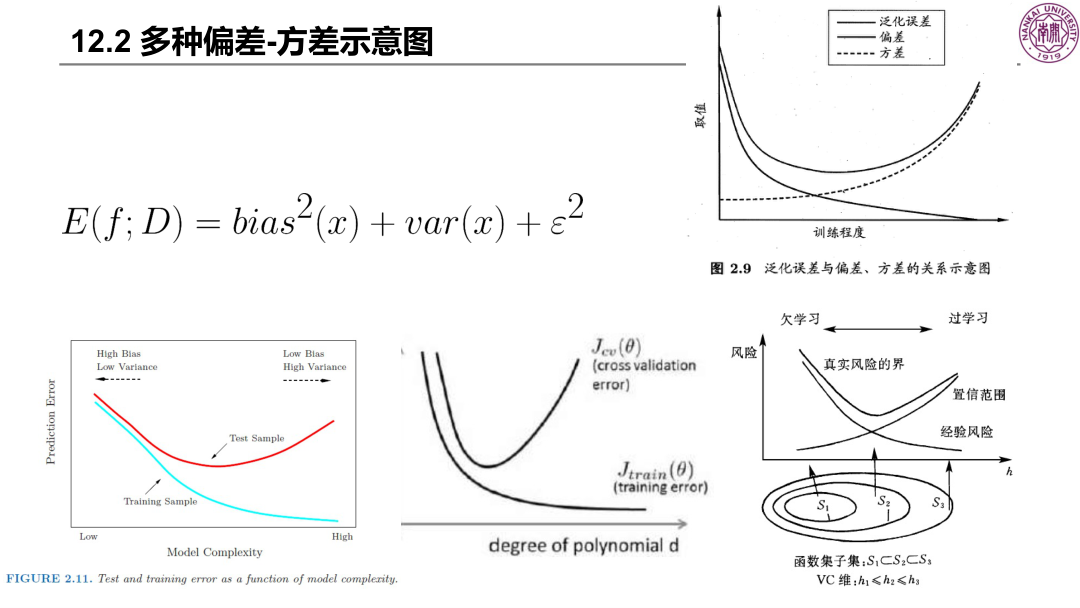 12.2 多种偏差-方差示意图
NANKAI UNIVERSITY
南開
· 1919 ·
E(f; D) = bias²(x) + var(x) + ε²
泛化误差
偏差
方差
取值
训练程度
图 2.9 泛化误差与偏差、方差的关系示意图
High Bias
Low Variance
Low Bias
High Variance
Prediction Error
Test Sample
Training Sample
Low
High
Model Complexity
FIGURE 2.11. Test and training error as a function of model complexity.
J_cv(θ)
(cross validation
error)
J_train(θ)
(training error)
degree of polynomial d
欠学习
过学习
风险
真实风险的界
置信范围
经验风险
h
S₁
S₂
S₃
函数集子集:S₁⊂S₂⊂S₃
VC 维:h₁≤h₂≤h₃